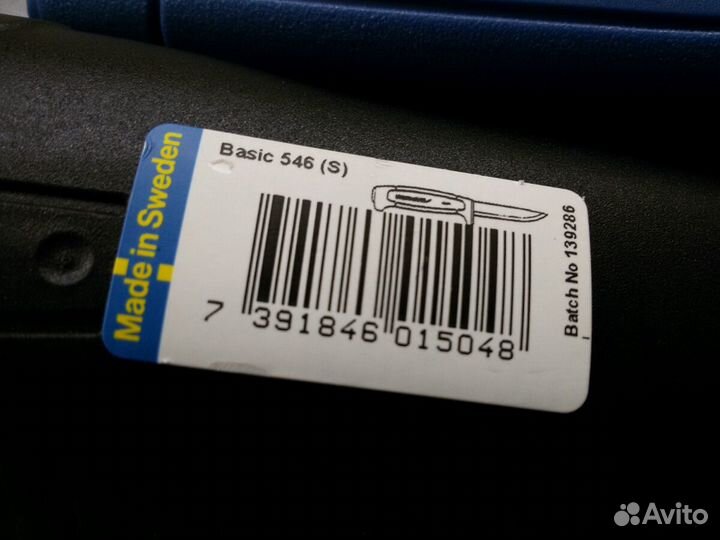 Made in Sweden
Basic 546 (S)
7 391846 015048
Batch No 139286
Avito